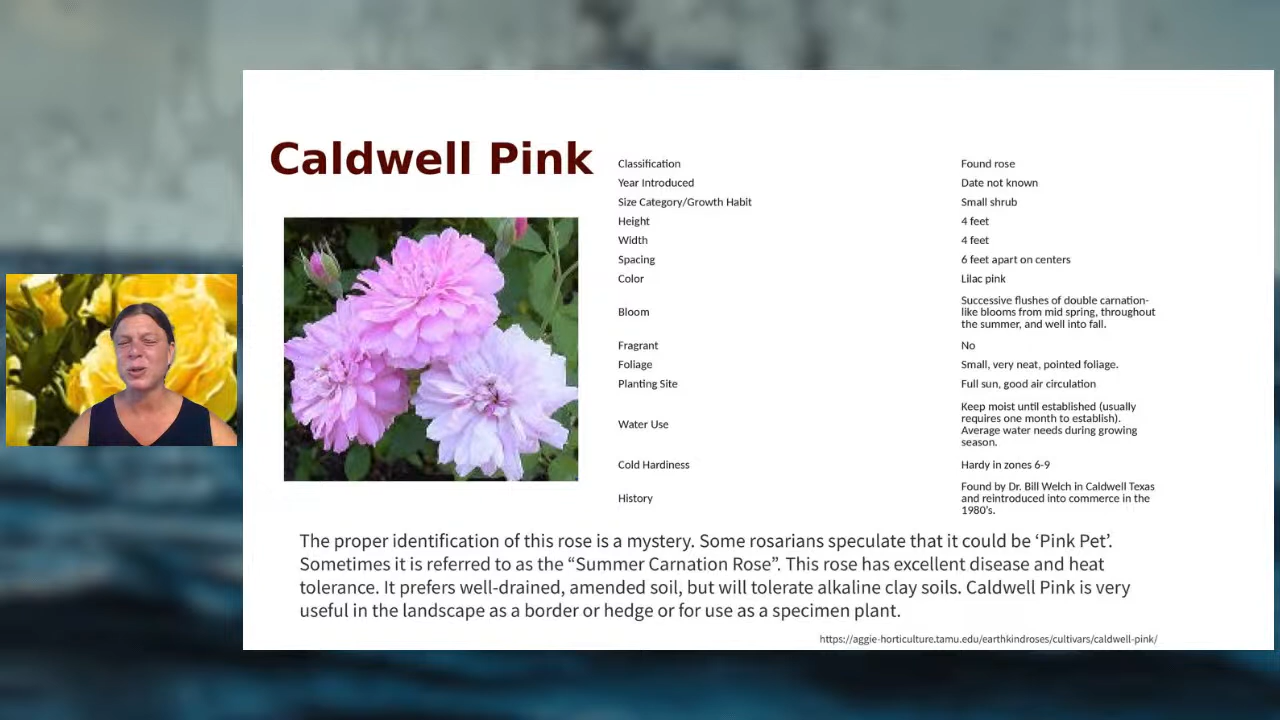 Caldwell Pink
Classification Found rose
Year Introduced Date not known
Size Category/Growth Habit Small shrub
Height 4 feet
Width 4 feet
Spacing 6 feet apart on centers
Color Lilac pink
Bloom Successive flushes of double carnation-
like blooms from mid spring, throughout
the summer, and well into fall.
Fragrant No
Foliage Small, very neat, pointed foliage.
Planting Site Full sun, good air circulation
Water Use Keep moist until established (usually
requires one month to establish).
Average water needs during growing
season.
Cold Hardiness Hardy in zones 6-9
History Found by Dr. Bill Welch in Caldwell Texas
and reintroduced into commerce in the
1980's.
The proper identification of this rose is a mystery. Some rosarians speculate that it could be ‘Pink Pet’.
Sometimes it is referred to as the “Summer Carnation Rose”. This rose has excellent disease and heat
tolerance. It prefers well-drained, amended soil, but will tolerate alkaline clay soils. Caldwell Pink is very
useful in the landscape as a border or hedge or for use as a specimen plant.
https://aggie-horticulture.tamu.edu/earthkindroses/cultivars/caldwell-pink/